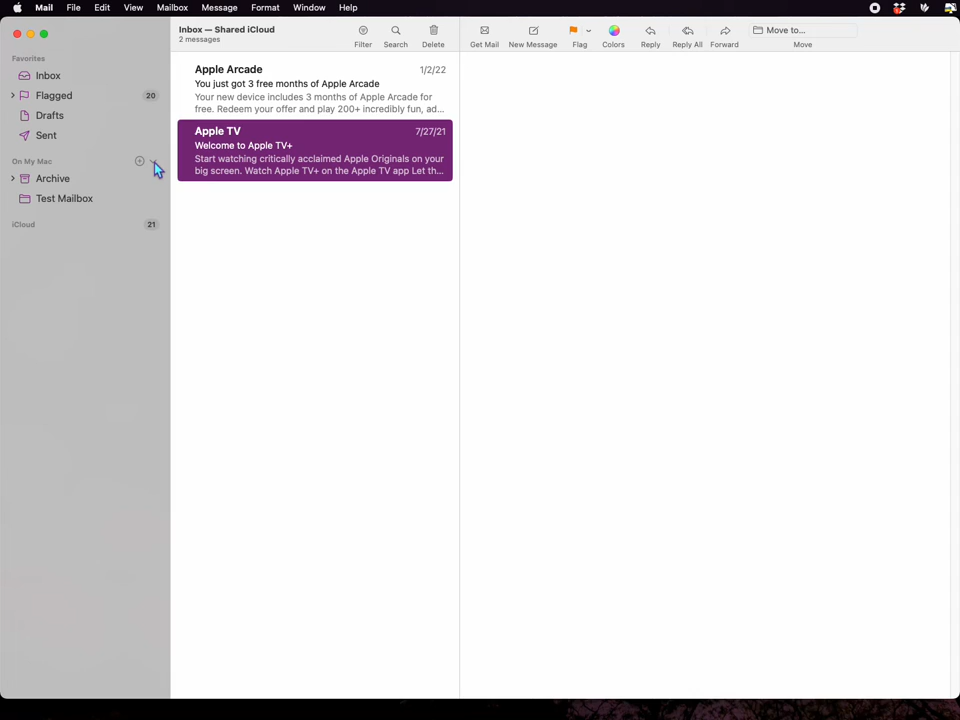 Mail File Edit View Mailbox Message Format Window Help
Inbox — Shared iCloud
2 messages
Filter Search Delete
Get Mail New Message Flag Colors Reply Reply All Forward
Move to...
Move
Favorites
Inbox
Flagged 20
Drafts
Sent
On My Mac
Archive
Test Mailbox
iCloud 21
Apple Arcade 1/2/22
You just got 3 free months of Apple Arcade
Your new device includes 3 months of Apple Arcade for
free. Redeem your offer and play 200+ incredibly fun, ad...
Apple TV 7/27/21
Welcome to Apple TV+
Start watching critically acclaimed Apple Originals on your
big screen. Watch Apple TV+ on the Apple TV app Let th...